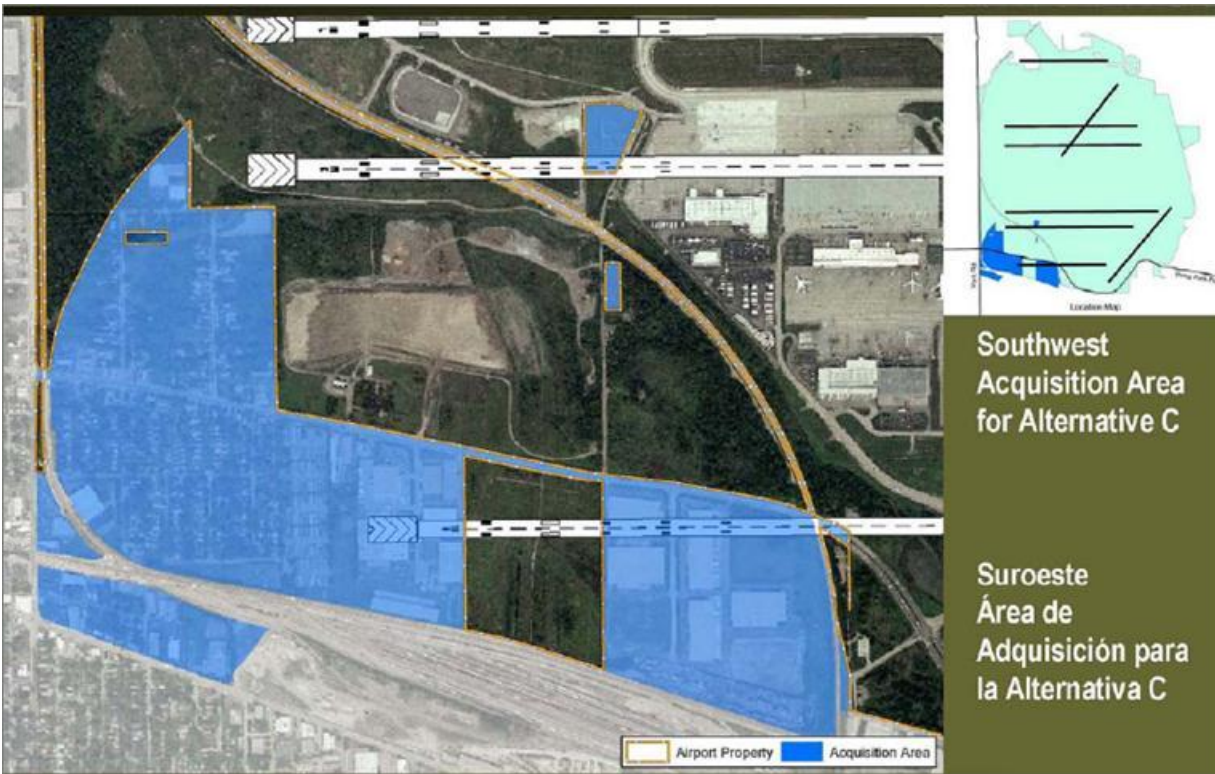 Location Map
Southwest
Acquisition Area
for Alternative C
Suroeste
Área de
Adquisición para
la Alternativa C
Airport Property
Acquisition Area